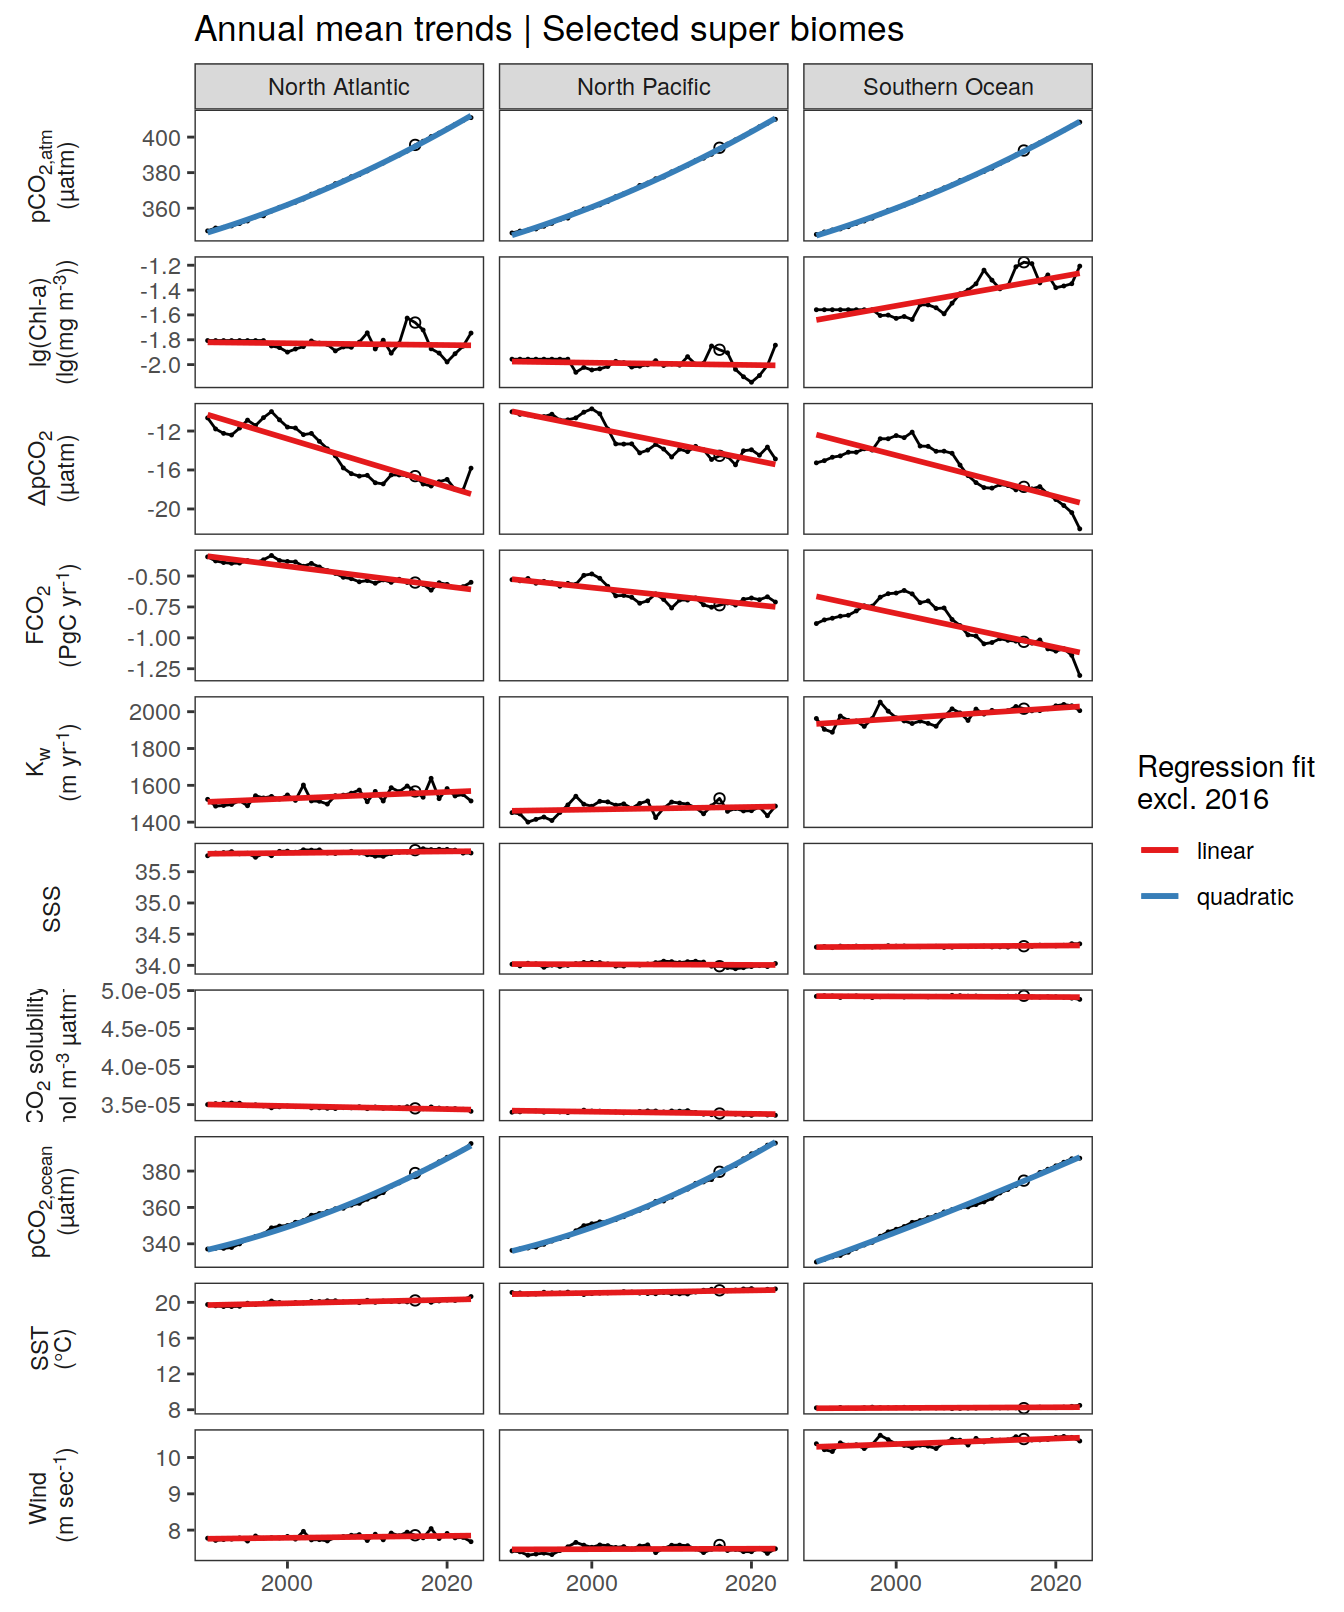 Annual mean trends | Selected super biomes
North Atlantic
North Pacific
Southern Ocean
pCO2,atm
(µatm)
400
380
360
lg(Chl-a)
(lg(mg m-3))
-1.2
-1.4
-1.6
-1.8
-2.0
ΔpCO2
(µatm)
-12
-16
-20
FCO2
(PgC yr-1)
-0.50
-0.75
-1.00
-1.25
Kw
(m yr-1)
2000
1800
1600
1400
SSS
35.5
35.0
34.5
34.0
CO2 solubility
m-3 µatm-
5.0e-05
4.5e-05
4.0e-05
3.5e-05
pCO2,ocean
(µatm)
380
360
340
SST
(°C)
20
16
12
8
Wind
(m sec-1)
10
9
8
2000
2020
2000
2020
2000
2020
Regression fit
excl. 2016
linear
quadratic